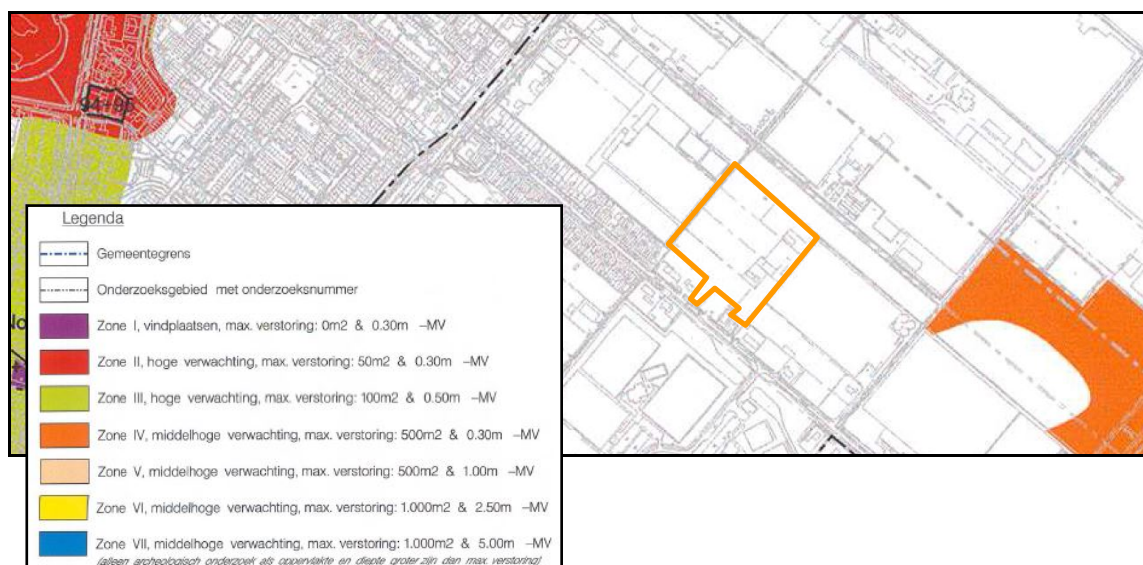 94+95
Legenda
Gemeentegrens
Onderzoeksgebied met onderzoeksnummer
No
Zone I, vindplaatsen, max. verstoring: 0m2 & 0.30m -MV
Zone II, hoge verwachting, max. verstoring: 50m2 & 0.30m -MV
Zone III, hoge verwachting, max. verstoring: 100m2 & 0.50m -MV
Zone IV, middelhoge verwachting, max. verstoring: 500m2 & 0.30m -MV
Zone V, middelhoge verwachting, max. verstoring: 500m2 & 1.00m -MV
Zone VI, middelhoge verwachting, max. verstoring: 1.000m2 & 2.50m -MV
Zone VII, middelhoge verwachting, max. verstoring: 1.000m2 & 5.00m -MV
(alleen archeologisch onderzoek als oppervlakte en diepte groter zijn dan max. verstoring)